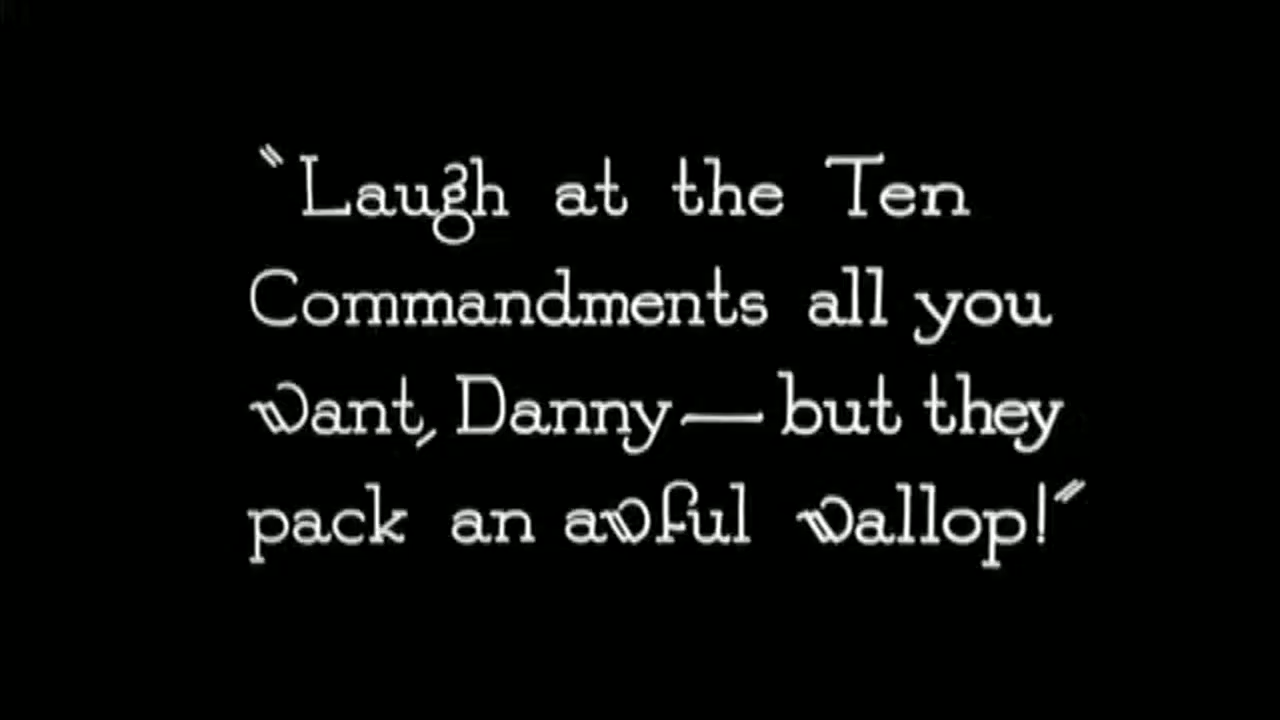 "Laugh at the Ten
Commandments all you
want, Danny—but they
pack an awful wallop!"